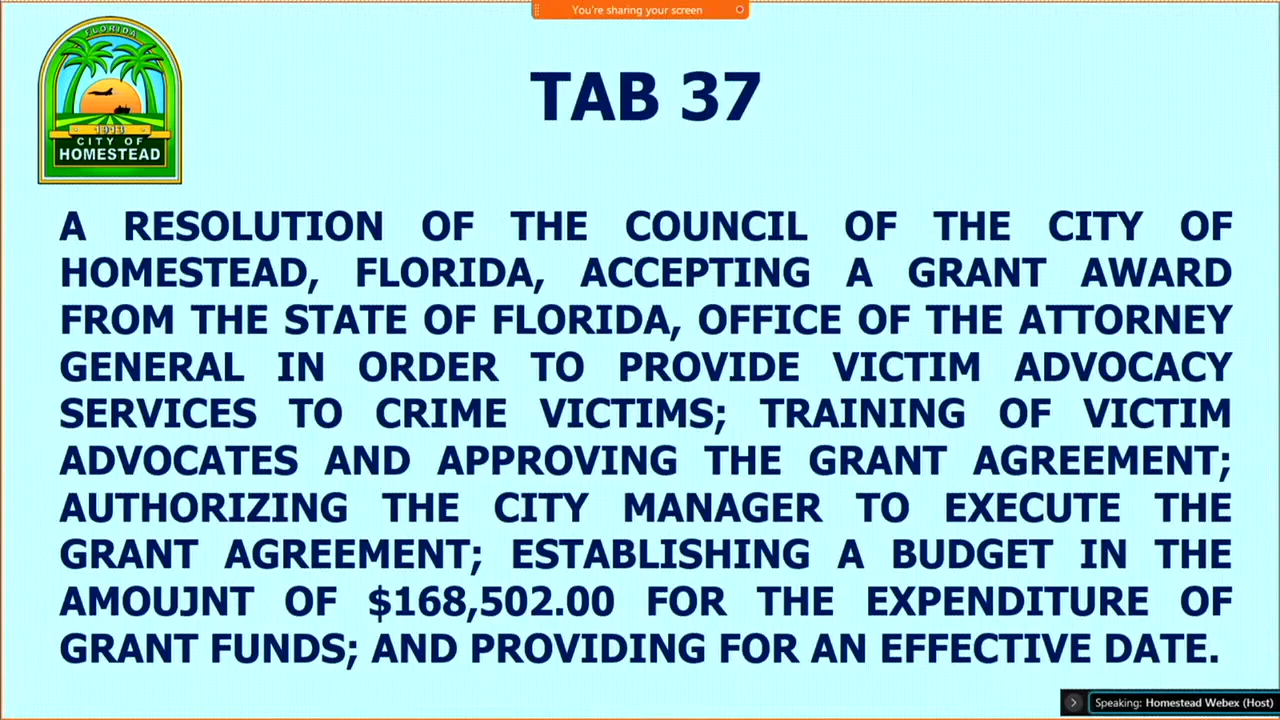 You're sharing your screen
FLORIDA
1913
CITY OF
HOMESTEAD
TAB 37
A RESOLUTION OF THE COUNCIL OF THE CITY OF
HOMESTEAD, FLORIDA, ACCEPTING A GRANT AWARD
FROM THE STATE OF FLORIDA, OFFICE OF THE ATTORNEY
GENERAL IN ORDER TO PROVIDE VICTIM ADVOCACY
SERVICES TO CRIME VICTIMS; TRAINING OF VICTIM
ADVOCATES AND APPROVING THE GRANT AGREEMENT;
AUTHORIZING THE CITY MANAGER TO EXECUTE THE
GRANT AGREEMENT; ESTABLISHING A BUDGET IN THE
AMOUJNT OF $168,502.00 FOR THE EXPENDITURE OF
GRANT FUNDS; AND PROVIDING FOR AN EFFECTIVE DATE.
Speaking: Homestead Webex (Host)